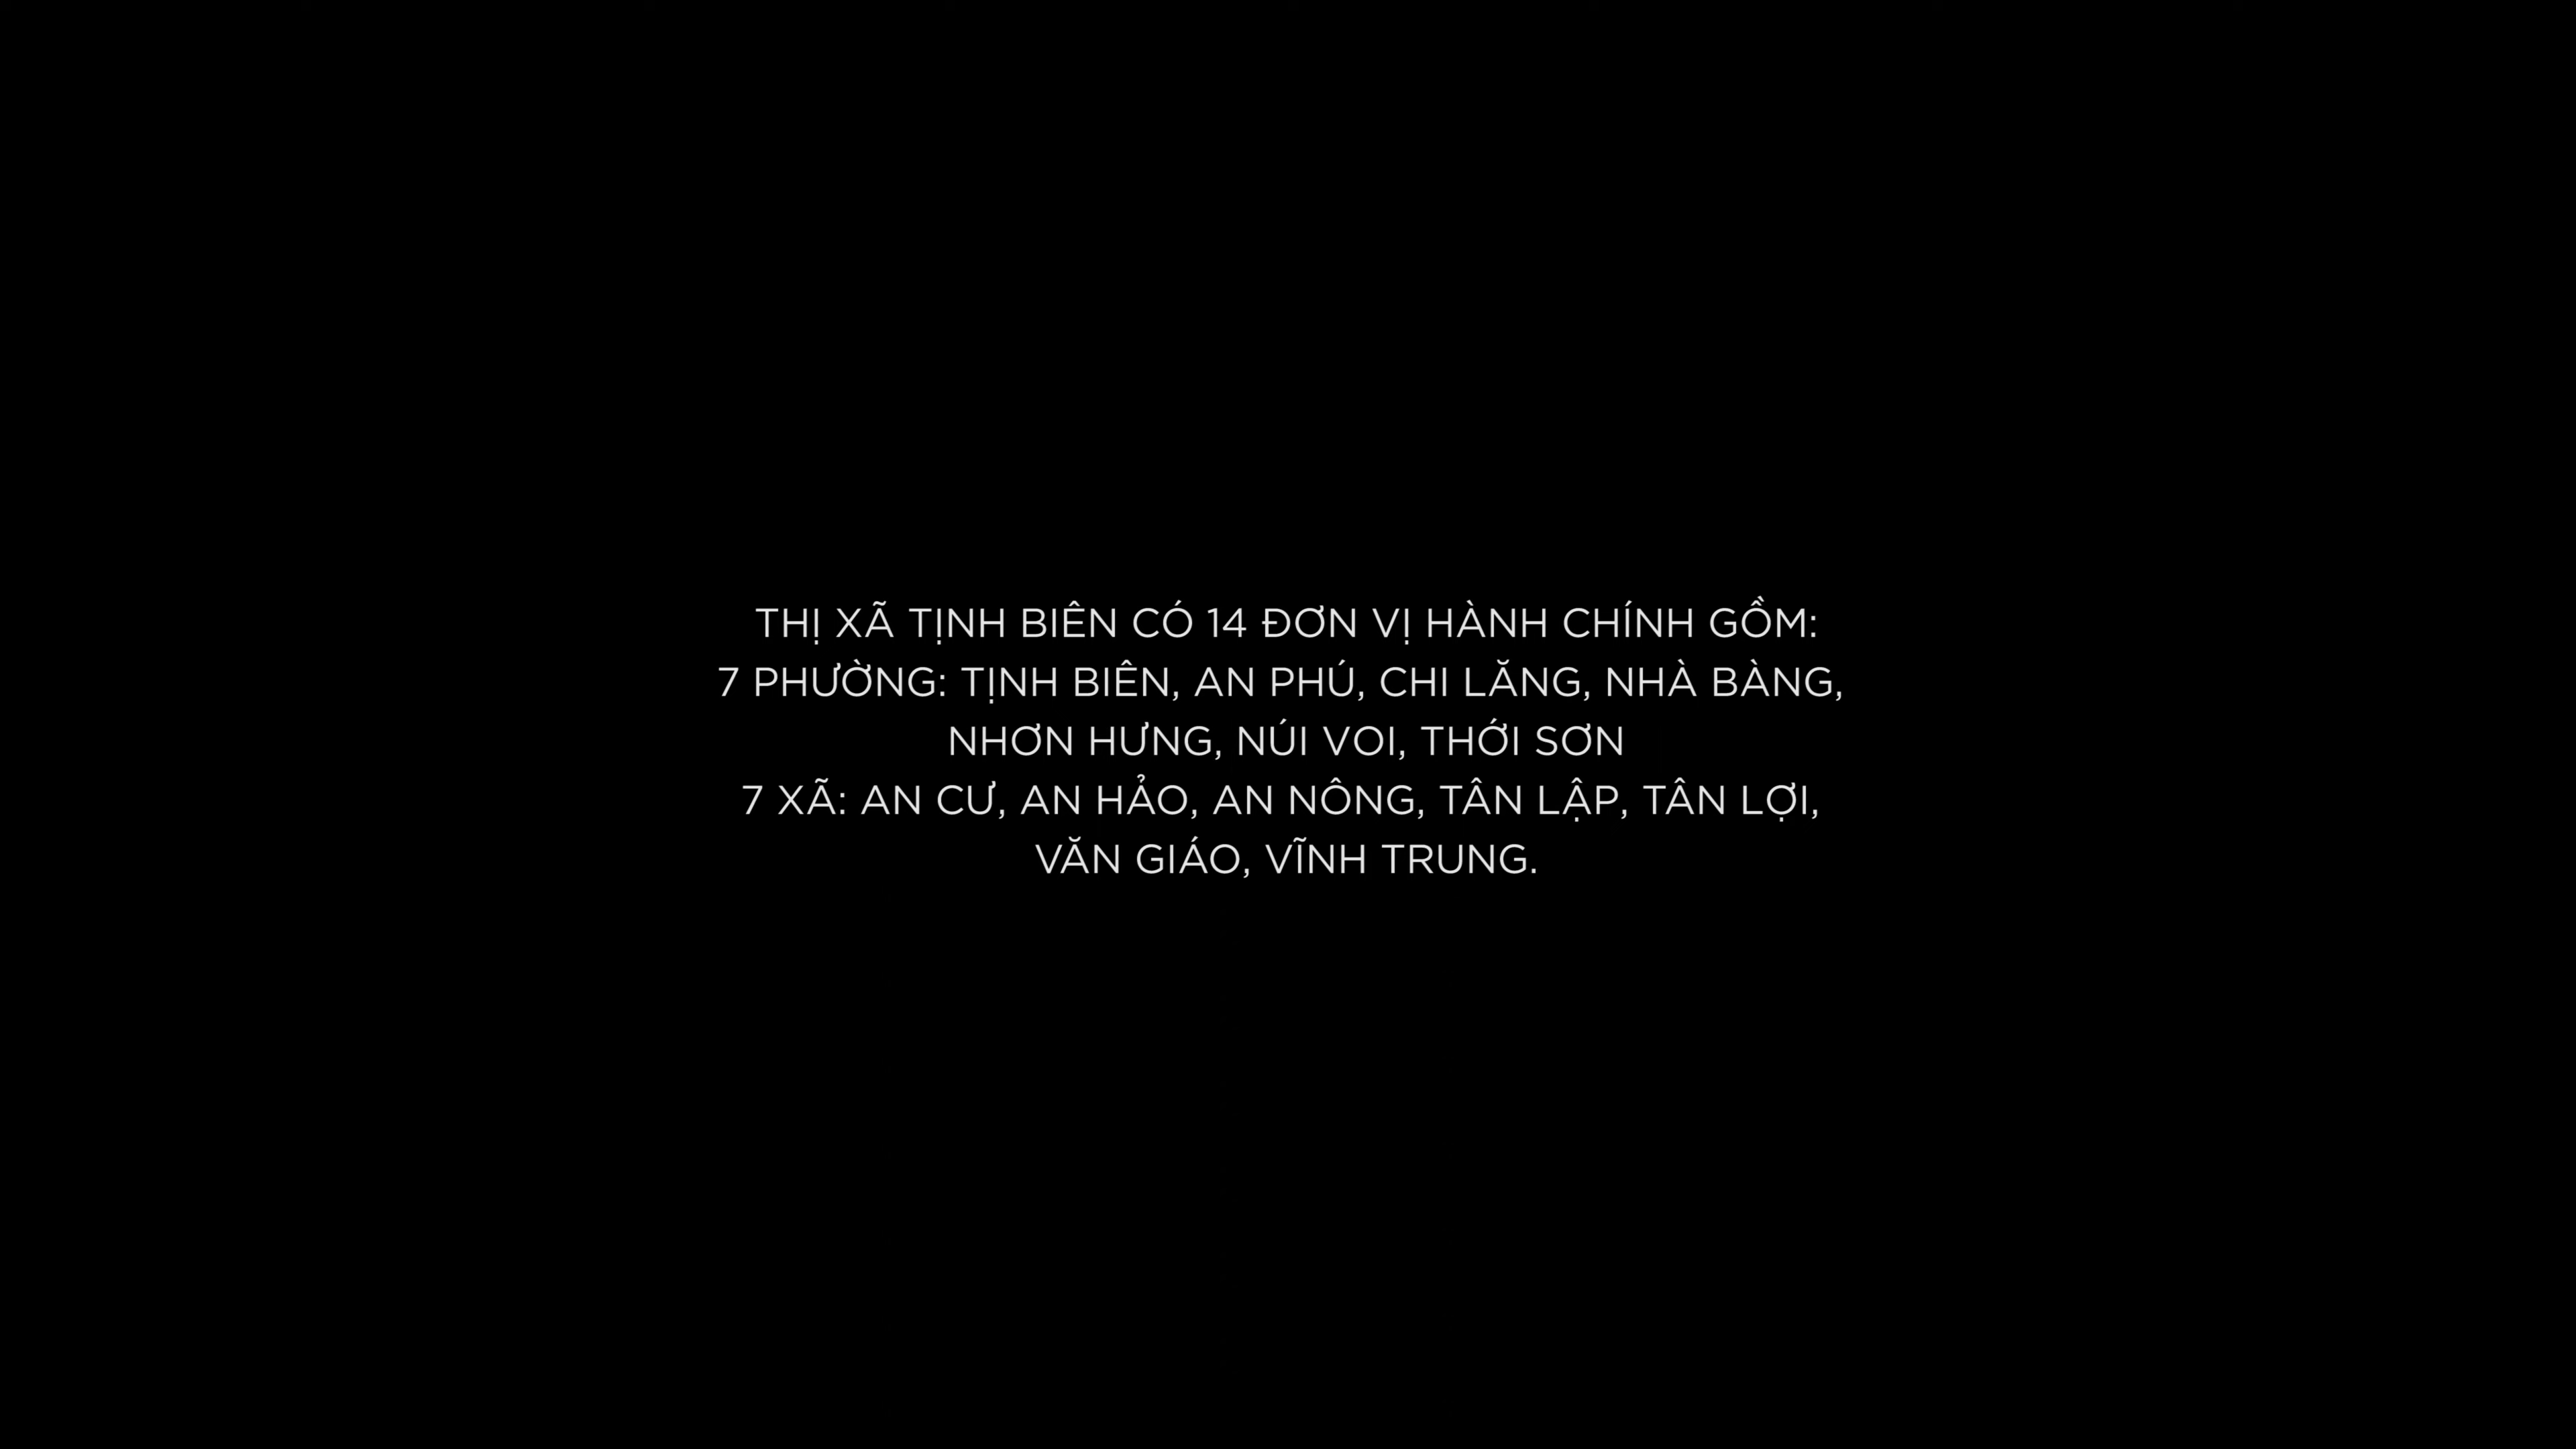 THỊ XÃ TỊNH BIÊN CÓ 14 ĐƠN VỊ HÀNH CHÍNH GỒM:
7 PHƯỜNG: TỊNH BIÊN, AN PHÚ, CHI LĂNG, NHÀ BÀNG,
NHƠN HƯNG, NÚI VOI, THỚI SƠN
7 XÃ: AN CƯ, AN HẢO, AN NÔNG, TÂN LẬP, TÂN LỢI,
VĂN GIÁO, VĨNH TRUNG.